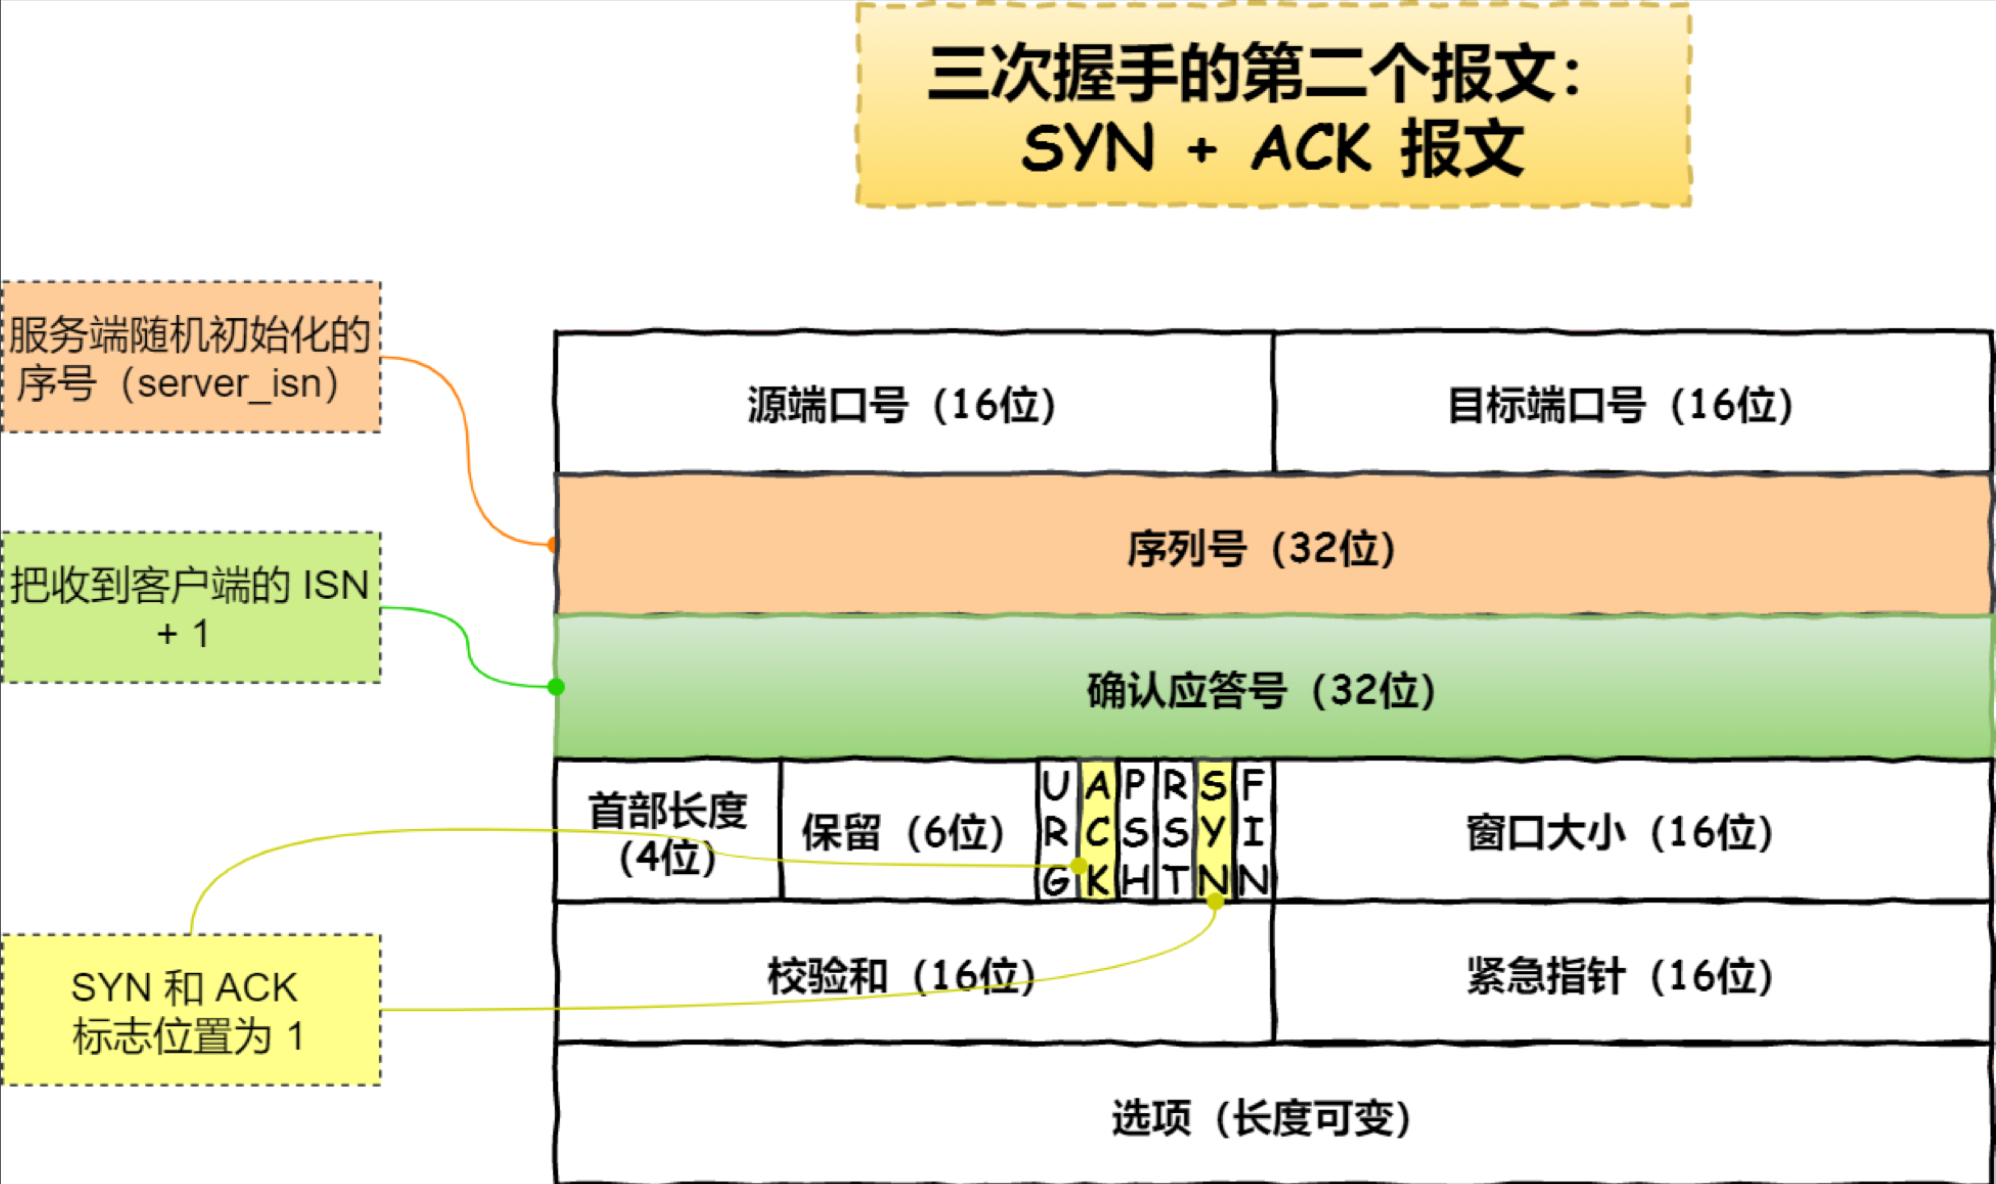 三次握手的第二个报文：
SYN + ACK 报文
服务端随机初始化的
序号（server_isn）
源端口号（16位）
目标端口号（16位）
序列号（32位）
把收到客户端的 ISN
+ 1
确认应答号（32位）
首部长度
（4位）
保留（6位）
URG
ACK
PSH
RST
SYN
FIN
窗口大小（16位）
SYN 和 ACK
标志位置为 1
校验和（16位）
紧急指针（16位）
选项（长度可变）